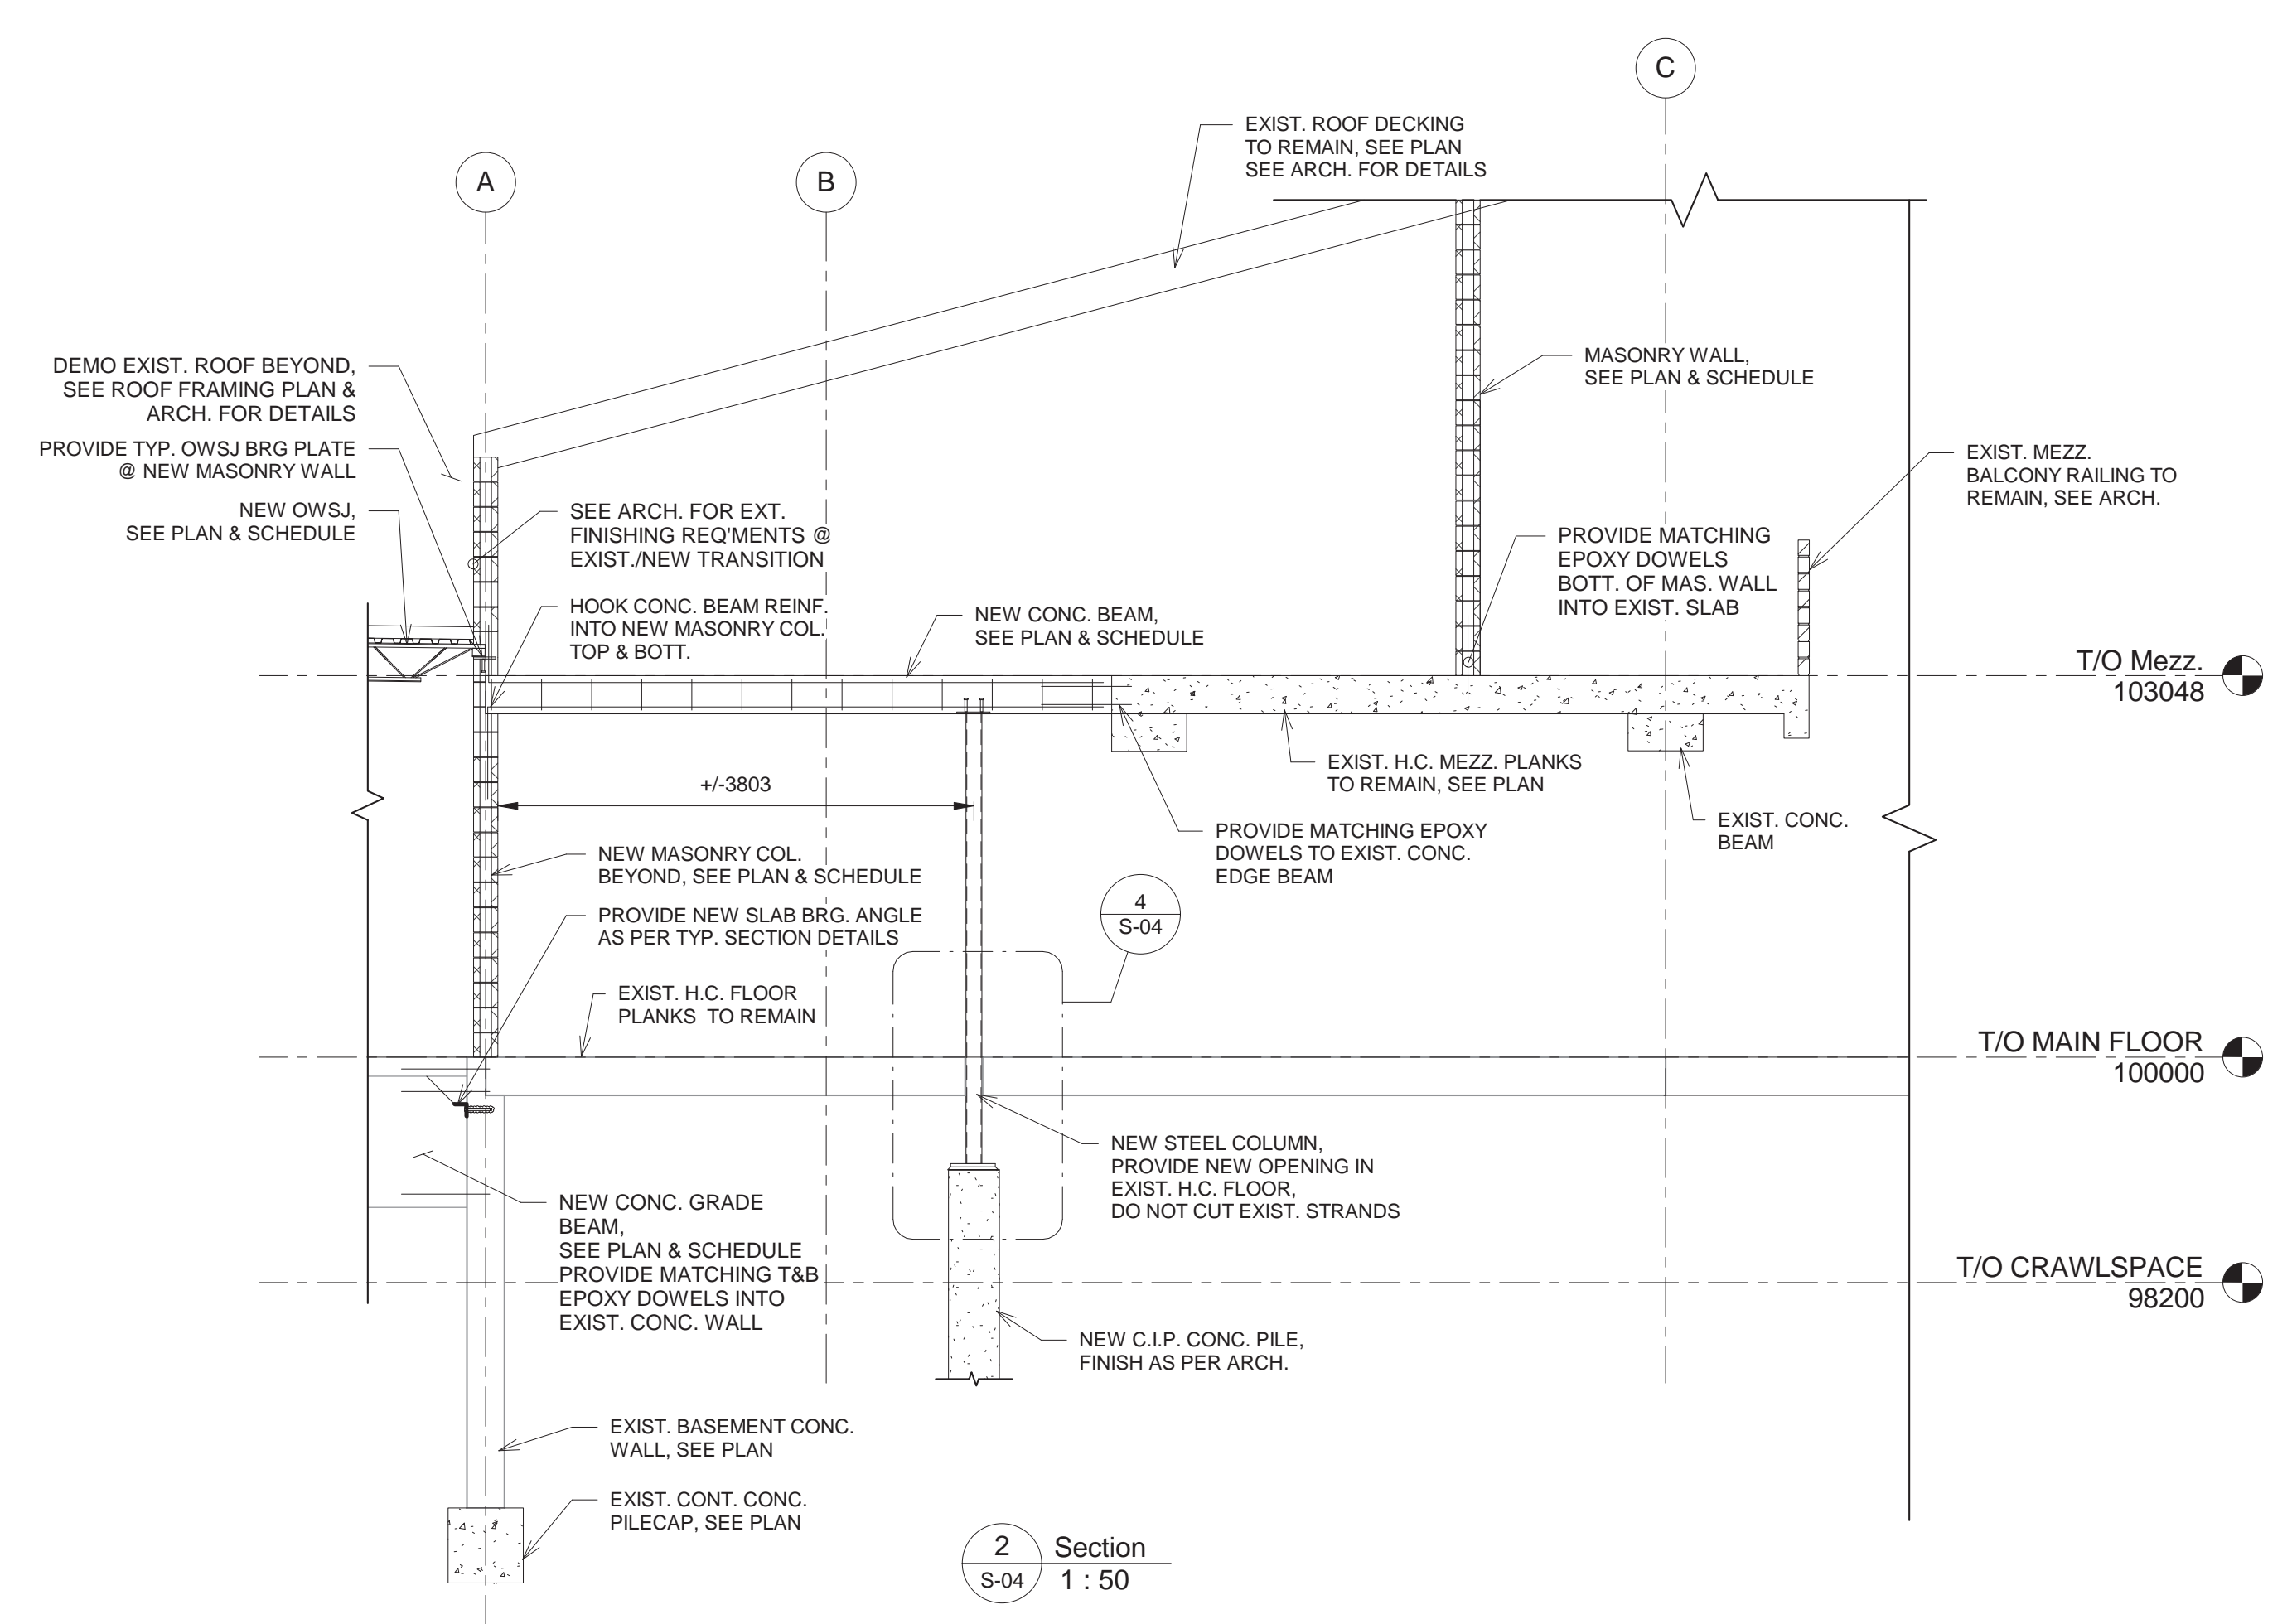 A
B
C
EXIST. ROOF DECKING
TO REMAIN, SEE PLAN
SEE ARCH. FOR DETAILS
DEMO EXIST. ROOF BEYOND,
SEE ROOF FRAMING PLAN &
ARCH. FOR DETAILS
PROVIDE TYP. OWSJ BRG PLATE
@ NEW MASONRY WALL
NEW OWSJ,
SEE PLAN & SCHEDULE
SEE ARCH. FOR EXT.
FINISHING REQ'MENTS @
EXIST./NEW TRANSITION
HOOK CONC. BEAM REINF.
INTO NEW MASONRY COL.
TOP & BOTT.
NEW CONC. BEAM,
SEE PLAN & SCHEDULE
MASONRY WALL,
SEE PLAN & SCHEDULE
PROVIDE MATCHING
EPOXY DOWELS
BOTT. OF MAS. WALL
INTO EXIST. SLAB
EXIST. MEZZ.
BALCONY RAILING TO
REMAIN, SEE ARCH.
T/O Mezz.
103048
+/-3803
EXIST. H.C. MEZZ. PLANKS
TO REMAIN, SEE PLAN
EXIST. CONC.
BEAM
PROVIDE MATCHING EPOXY
DOWELS TO EXIST. CONC.
EDGE BEAM
NEW MASONRY COL.
BEYOND, SEE PLAN & SCHEDULE
PROVIDE NEW SLAB BRG. ANGLE
AS PER TYP. SECTION DETAILS
4
S-04
EXIST. H.C. FLOOR
PLANKS TO REMAIN
T/O MAIN FLOOR
100000
NEW STEEL COLUMN,
PROVIDE NEW OPENING IN
EXIST. H.C. FLOOR,
DO NOT CUT EXIST. STRANDS
NEW CONC. GRADE
BEAM,
SEE PLAN & SCHEDULE
PROVIDE MATCHING T&B
EPOXY DOWELS INTO
EXIST. CONC. WALL
T/O CRAWLSPACE
98200
NEW C.I.P. CONC. PILE,
FINISH AS PER ARCH.
EXIST. BASEMENT CONC.
WALL, SEE PLAN
EXIST. CONT. CONC.
PILECAP, SEE PLAN
2
S-04
Section
1 : 50